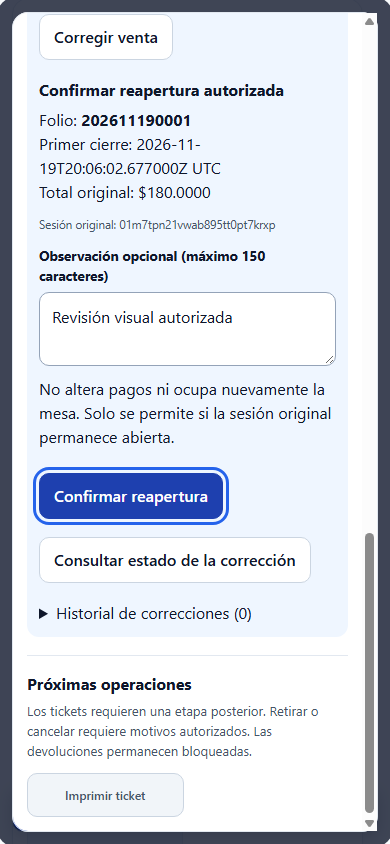 Corregir venta
Confirmar reapertura autorizada
Folio: 202611190001
Primer cierre: 2026-11-
19T20:06:02.677000Z UTC
Total original: $180.0000
Sesión original: 01m7tpn21vwab895tt0pt7krxp
Observación opcional (máximo 150
caracteres)
Revisión visual autorizada
No altera pagos ni ocupa nuevamente la
mesa. Solo se permite si la sesión original
permanece abierta.
Confirmar reapertura
Consultar estado de la corrección
Historial de correcciones (0)
Próximas operaciones
Los tickets requieren una etapa posterior. Retirar o
cancelar requiere motivos autorizados. Las
devoluciones permanecen bloqueadas.
Imprimir ticket